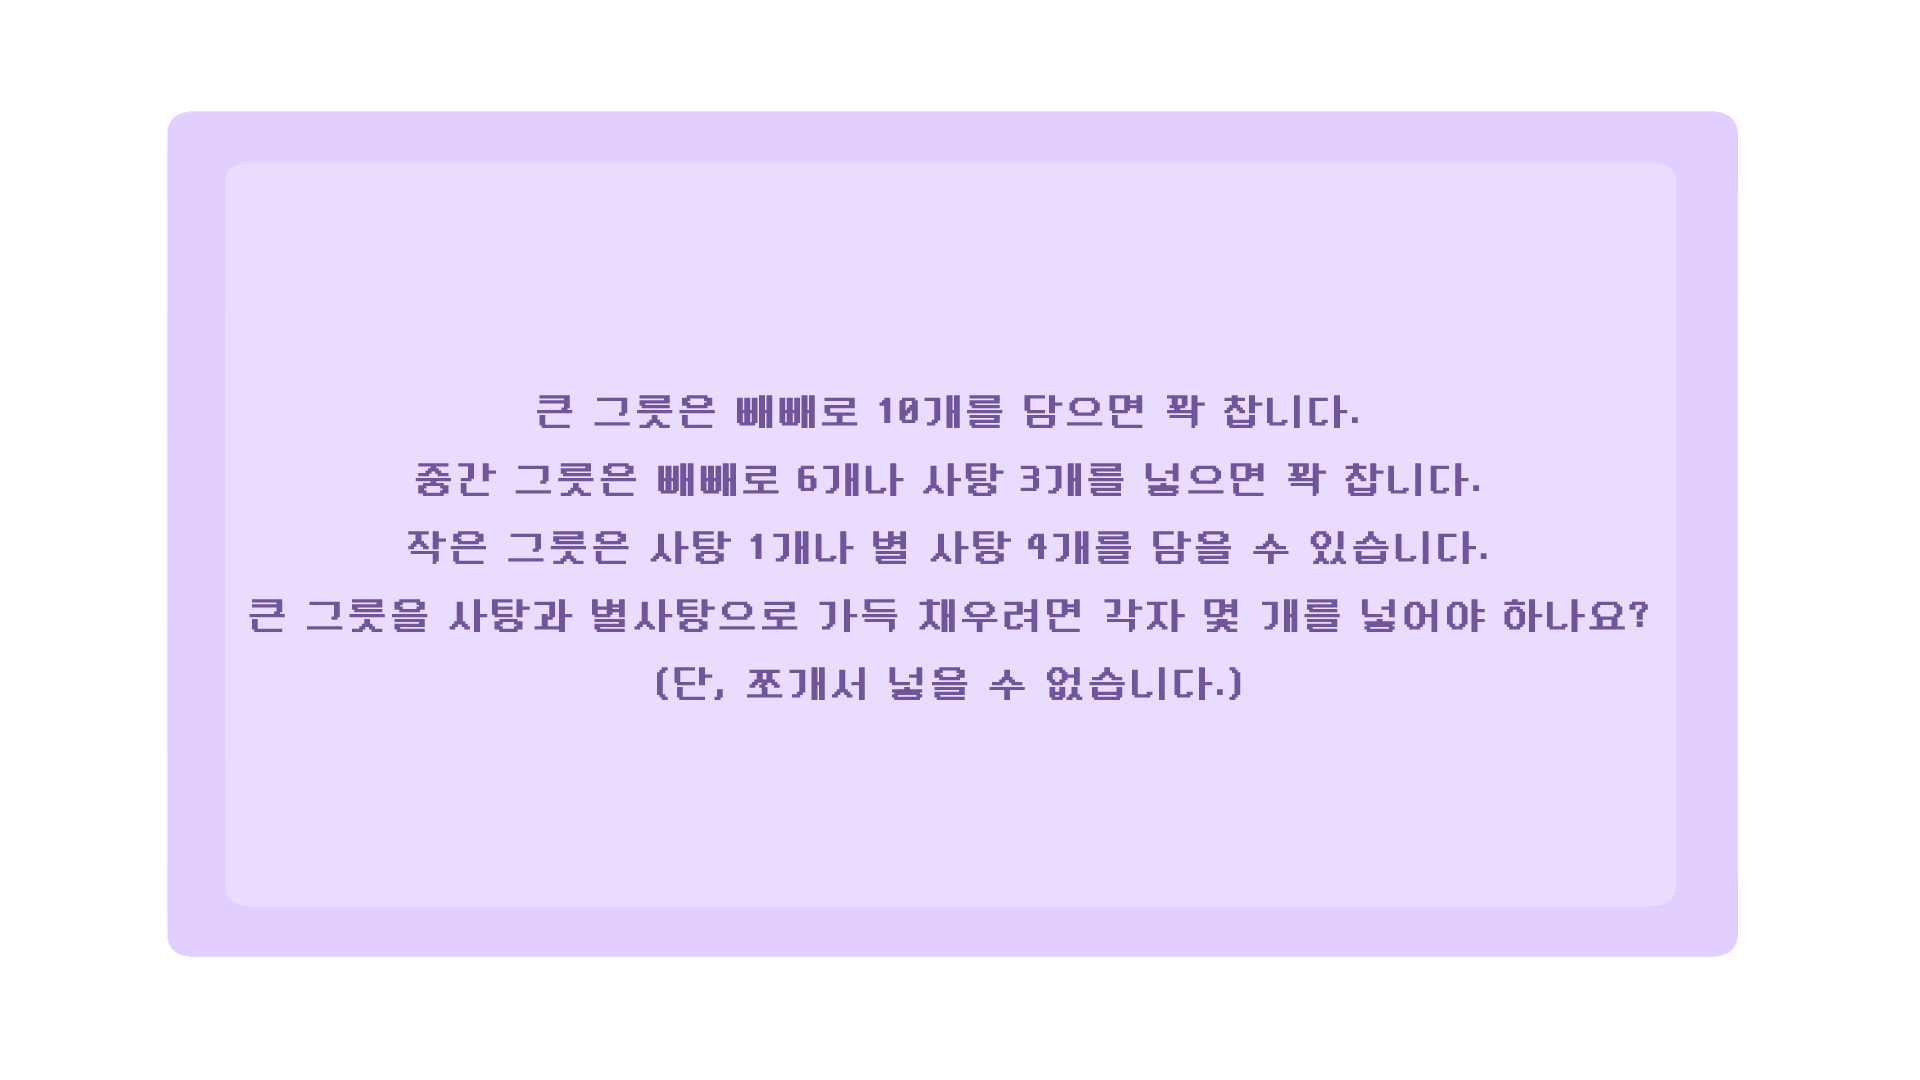 큰 그릇은 빼빼로 10개를 담으면 꽉 찹니다.
중간 그릇은 빼빼로 6개나 사탕 3개를 넣으면 꽉 찹니다.
작은 그릇은 사탕 1개나 별 사탕 4개를 담을 수 있습니다.
큰 그릇을 사탕과 별사탕으로 가득 채우려면 각자 몇 개를 넣어야 하나요?
(단, 쪼개서 넣을 수 없습니다.)